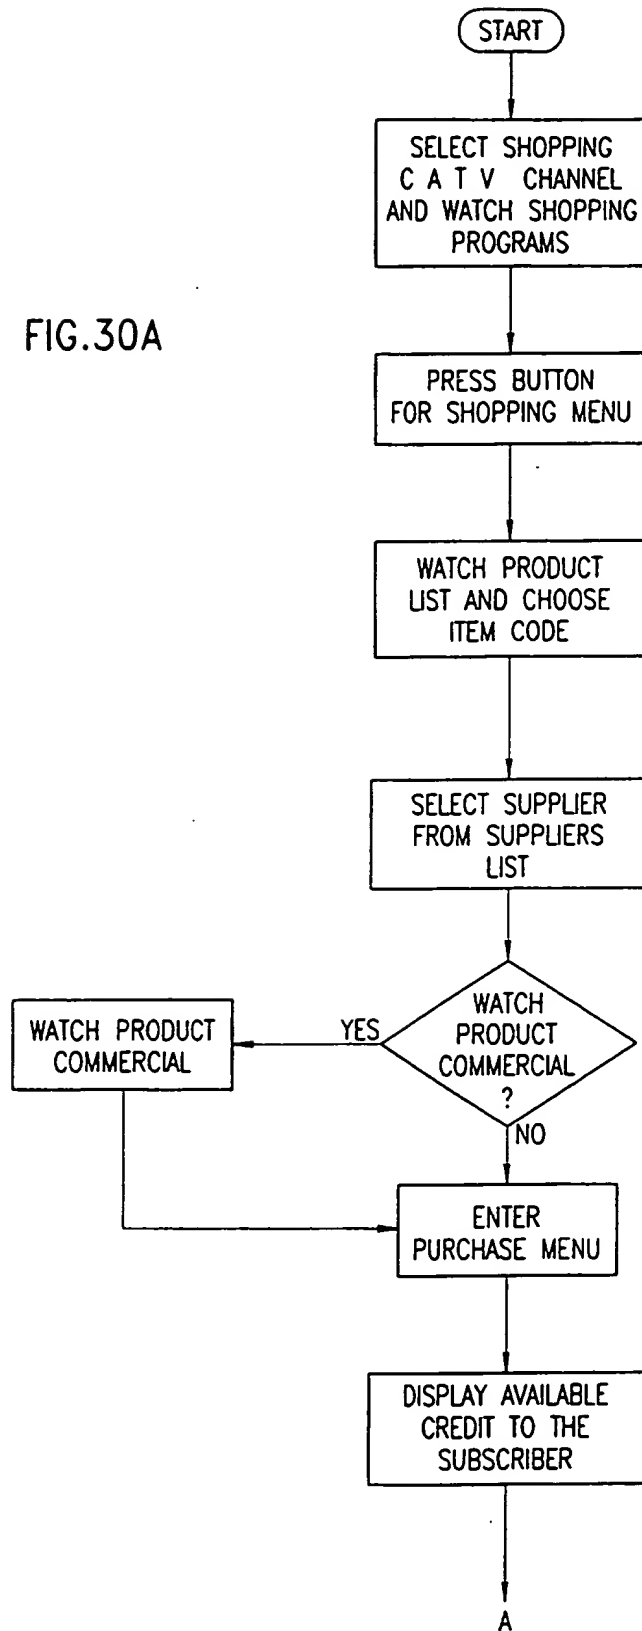 START
SELECT SHOPPING
C A T V CHANNEL
AND WATCH SHOPPING
PROGRAMS
FIG.30A
PRESS BUTTON
FOR SHOPPING MENU
WATCH PRODUCT
LIST AND CHOOSE
ITEM CODE
SELECT SUPPLIER
FROM SUPPLIERS
LIST
WATCH
PRODUCT
COMMERCIAL
?
YES
WATCH PRODUCT
COMMERCIAL
NO
ENTER
PURCHASE MENU
DISPLAY AVAILABLE
CREDIT TO THE
SUBSCRIBER
A